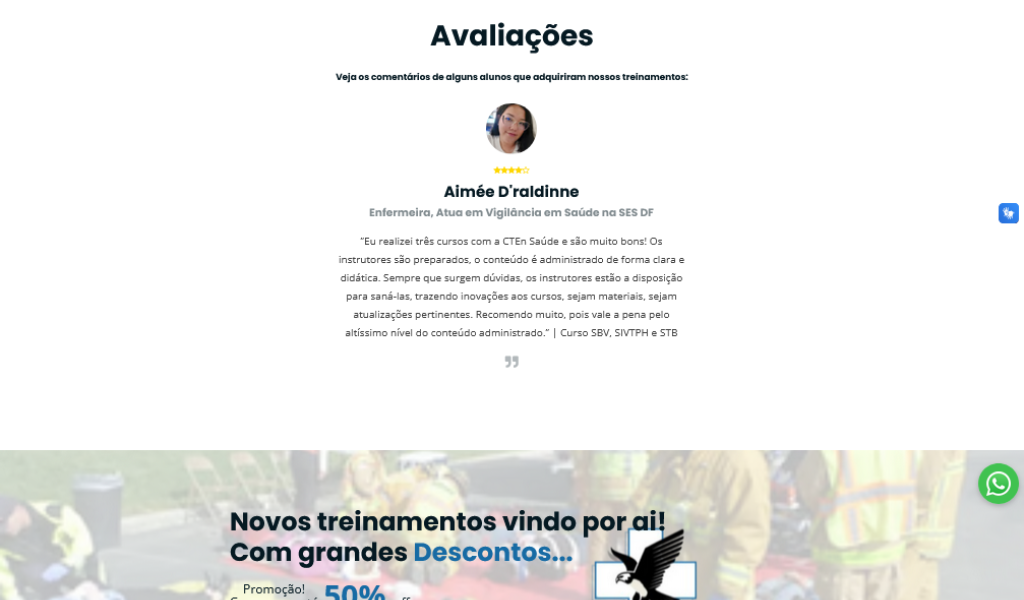 Avaliações
Veja os comentários de alguns alunos que adquiriram nossos treinamentos:
Aimée D'raldinne
Enfermeira, Atua em Vigilância em Saúde na SES DF
“Eu realizei três cursos com a CTEn Saúde e são muito bons! Os
instrutores são preparados, o conteúdo é administrado de forma clara e
didática. Sempre que surgem dúvidas, os instrutores estão a disposição
para saná-las, trazendo inovações aos cursos, sejam materiais, sejam
atualizações pertinentes. Recomendo muito, pois vale a pena pelo
altíssimo nível do conteúdo administrado.” | Curso SBV, SIVTPH e STB
Novos treinamentos vindo por ai!
Com grandes Descontos...
Promoção!
50%